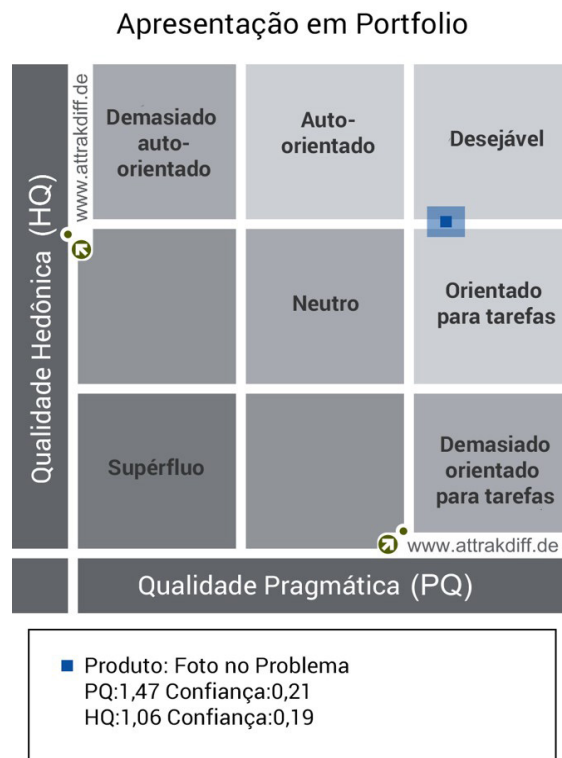 Apresentação em Portfolio
www.attrakdiff.de
Qualidade Hedônica (HQ)
Demasiado
auto-
orientado
Auto-
orientado
Desejável
Neutro
Orientado
para tarefas
Supérfluo
Demasiado
orientado
para tarefas
www.attrakdiff.de
Qualidade Pragmática (PQ)
Produto: Foto no Problema
PQ:1,47 Confiança:0,21
HQ:1,06 Confiança:0,19